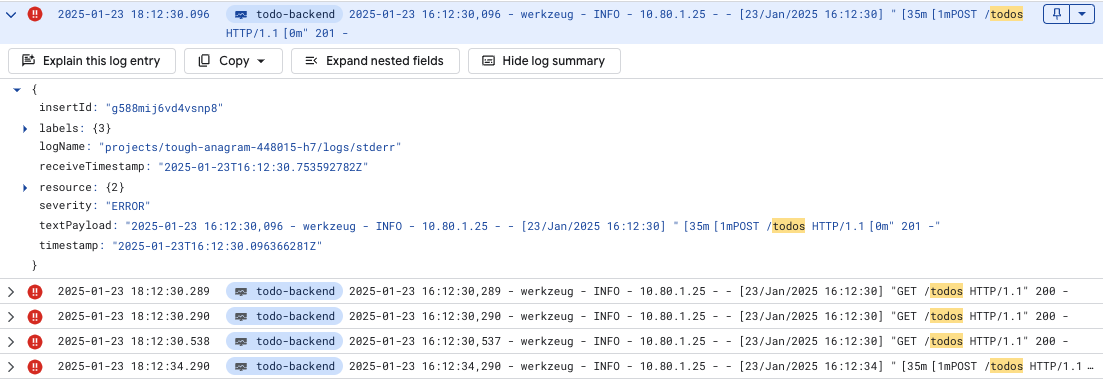 2025-01-23 18:12:30.096 todo-backend 2025-01-23 16:12:30,096 - werkzeug - INFO - 10.80.1.25 - - [23/Jan/2025 16:12:30] " [35m [1mPOST /todos
HTTP/1.1 [0m" 201 -
Explain this log entry Copy Expand nested fields Hide log summary
{
insertId: "g588mij6vd4vsnp8"
labels: {3}
logName: "projects/tough-anagram-448015-h7/logs/stderr"
receiveTimestamp: "2025-01-23T16:12:30.753592782Z"
resource: {2}
severity: "ERROR"
textPayload: "2025-01-23 16:12:30,096 - werkzeug - INFO - 10.80.1.25 - - [23/Jan/2025 16:12:30] " [35m [1mPOST /todos HTTP/1.1 [0m" 201 -"
timestamp: "2025-01-23T16:12:30.096366281Z"
}
2025-01-23 18:12:30.289 todo-backend 2025-01-23 16:12:30,289 - werkzeug - INFO - 10.80.1.25 - - [23/Jan/2025 16:12:30] "GET /todos HTTP/1.1" 200 -
2025-01-23 18:12:30.290 todo-backend 2025-01-23 16:12:30,290 - werkzeug - INFO - 10.80.1.25 - - [23/Jan/2025 16:12:30] "GET /todos HTTP/1.1" 200 -
2025-01-23 18:12:30.538 todo-backend 2025-01-23 16:12:30,537 - werkzeug - INFO - 10.80.1.25 - - [23/Jan/2025 16:12:30] "GET /todos HTTP/1.1" 200 -
2025-01-23 18:12:34.290 todo-backend 2025-01-23 16:12:34,290 - werkzeug - INFO - 10.80.1.25 - - [23/Jan/2025 16:12:34] " [35m [1mPOST /todos HTTP/1.1 …